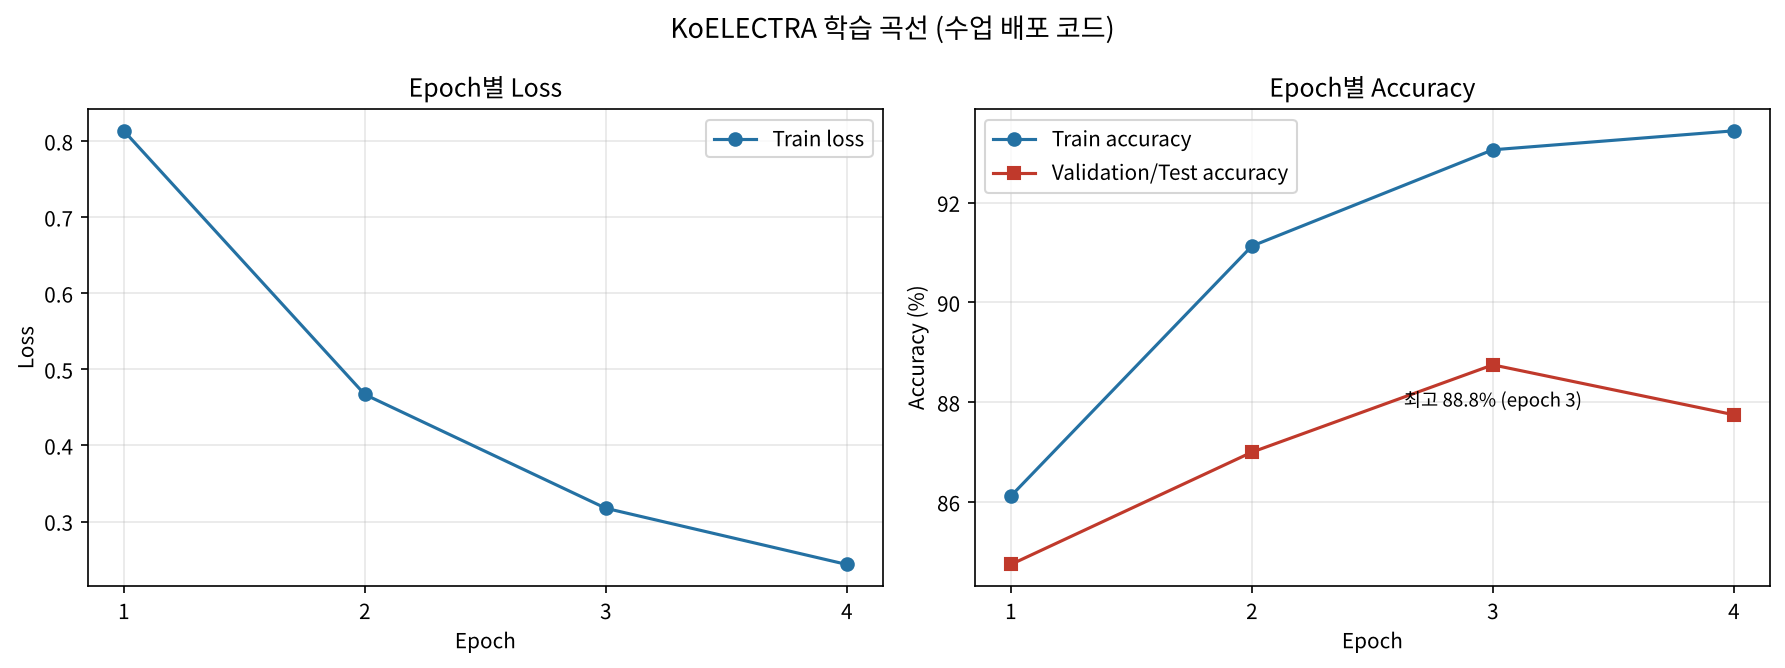 KoELECTRA 학습 곡선 (수업 배포 코드)
Epoch별 Loss
Train loss
0.8
0.7
0.6
0.5
0.4
0.3
Loss
1 2 3 4
Epoch
Epoch별 Accuracy
Train accuracy
Validation/Test accuracy
92
90
88
86
Accuracy (%)
최고 88.8% (epoch 3)
1 2 3 4
Epoch